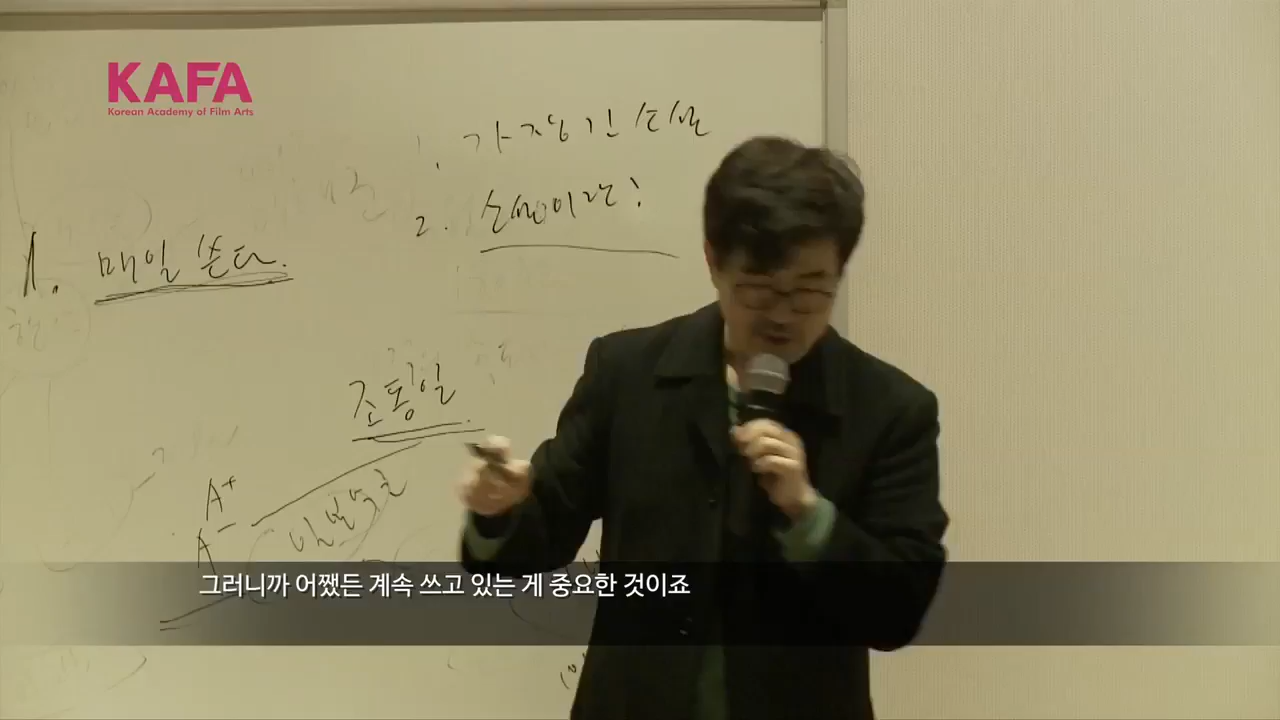 KAFA
Korean Academy of Film Arts
1. 가장 긴 소설
2. 소설이란?
1. 매일 쓴다.
조동일
A+
A
그러니까 어쨌든 계속 쓰고 있는 게 중요한 것이죠